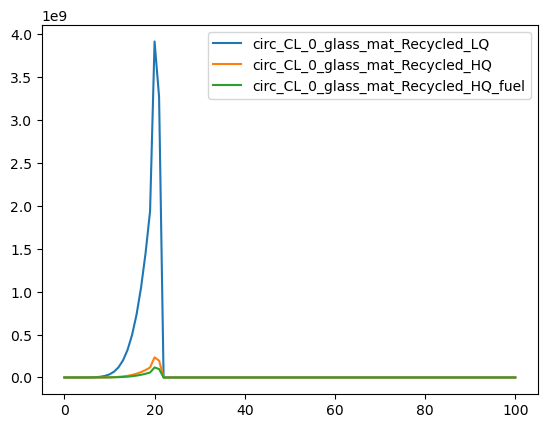 1e9
4.0
3.5
3.0
2.5
2.0
1.5
1.0
0.5
0.0
0 20 40 60 80 100
circ_CL_0_glass_mat_Recycled_LQ
circ_CL_0_glass_mat_Recycled_HQ
circ_CL_0_glass_mat_Recycled_HQ_fuel